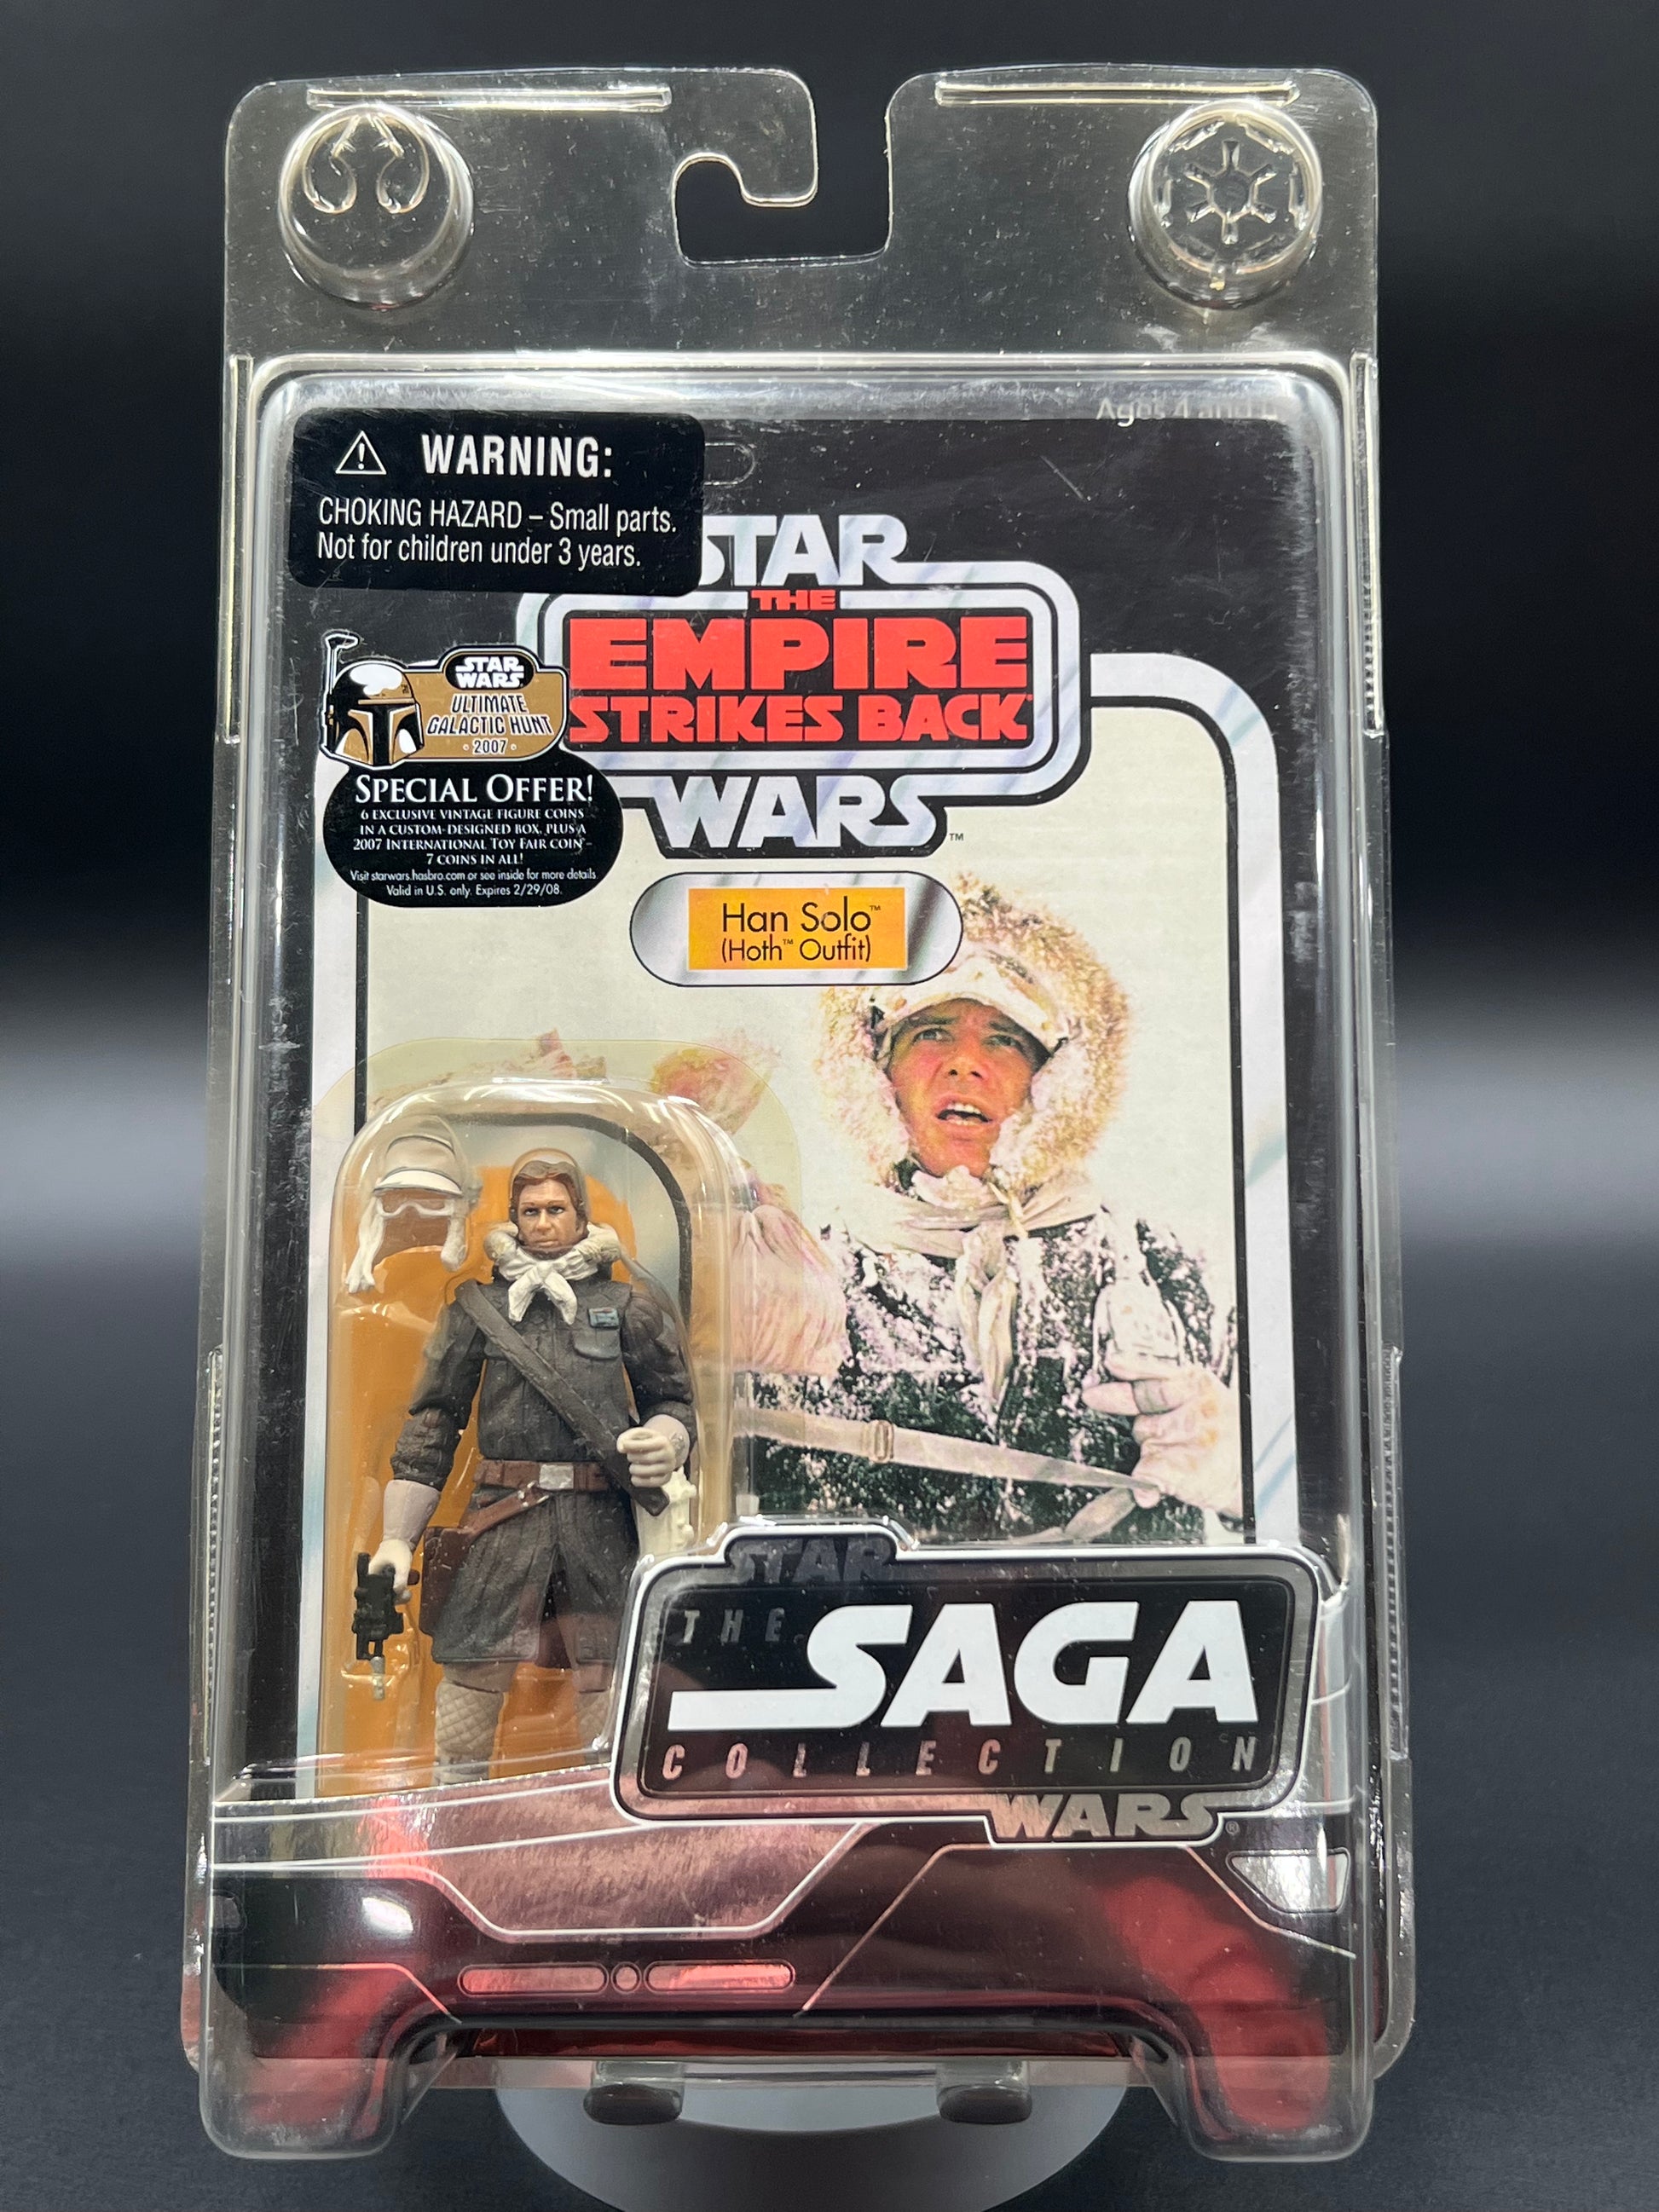 Ages 4 and
WARNING:
CHOKING HAZARD – Small parts.
Not for children under 3 years.
STAR
THE
EMPIRE
STRIKES BACK
WARS™
STAR
WARS
ULTIMATE
GALACTIC HUNT
· 2007 ·
SPECIAL OFFER!
6 EXCLUSIVE VINTAGE FIGURE COINS
IN A CUSTOM-DESIGNED BOX, PLUS A
2007 INTERNATIONAL TOY FAIR COIN–
7 COINS IN ALL!
Visit starwars.hasbro.com or see inside for more details.
Valid in U.S. only. Expires 2/29/08.
Han Solo™
(Hoth™ Outfit)
STAR
THE
SAGA
COLLECTION
WARS®